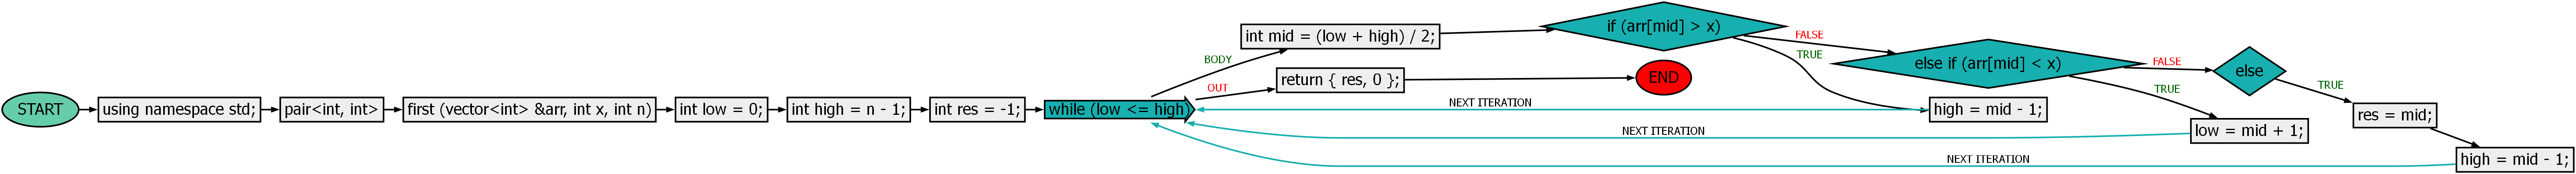 START
using namespace std;
pair<int, int>
first (vector<int> &arr, int x, int n)
int low = 0;
int high = n - 1;
int res = -1;
while (low <= high)
BODY
int mid = (low + high) / 2;
if (arr[mid] > x)
FALSE
TRUE
else if (arr[mid] < x)
FALSE
else
TRUE
TRUE
OUT
return { res, 0 };
END
NEXT ITERATION
high = mid - 1;
NEXT ITERATION
low = mid + 1;
res = mid;
NEXT ITERATION
high = mid - 1;